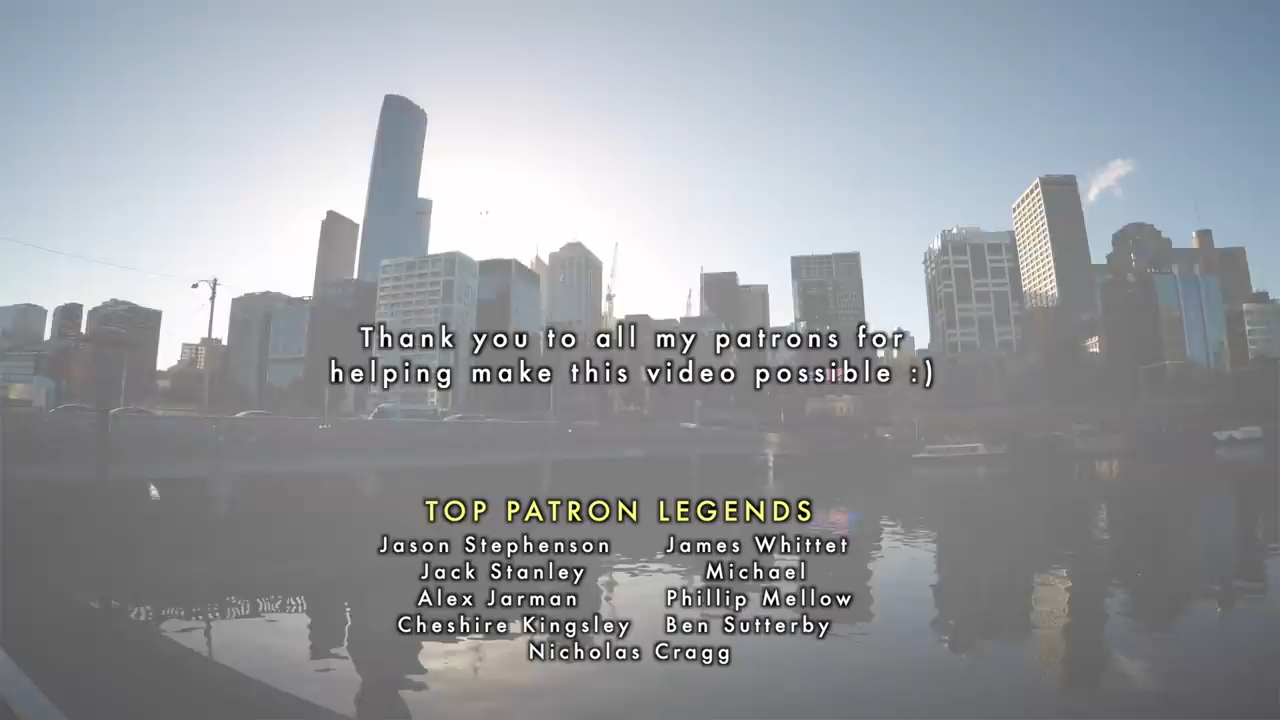 Thank you to all my patrons for
helping make this video possible :)
TOP PATRON LEGENDS
Jason Stephenson James Whittet
Jack Stanley Michael
Alex Jarman Phillip Mellow
Cheshire Kingsley Ben Sutterby
Nicholas Cragg